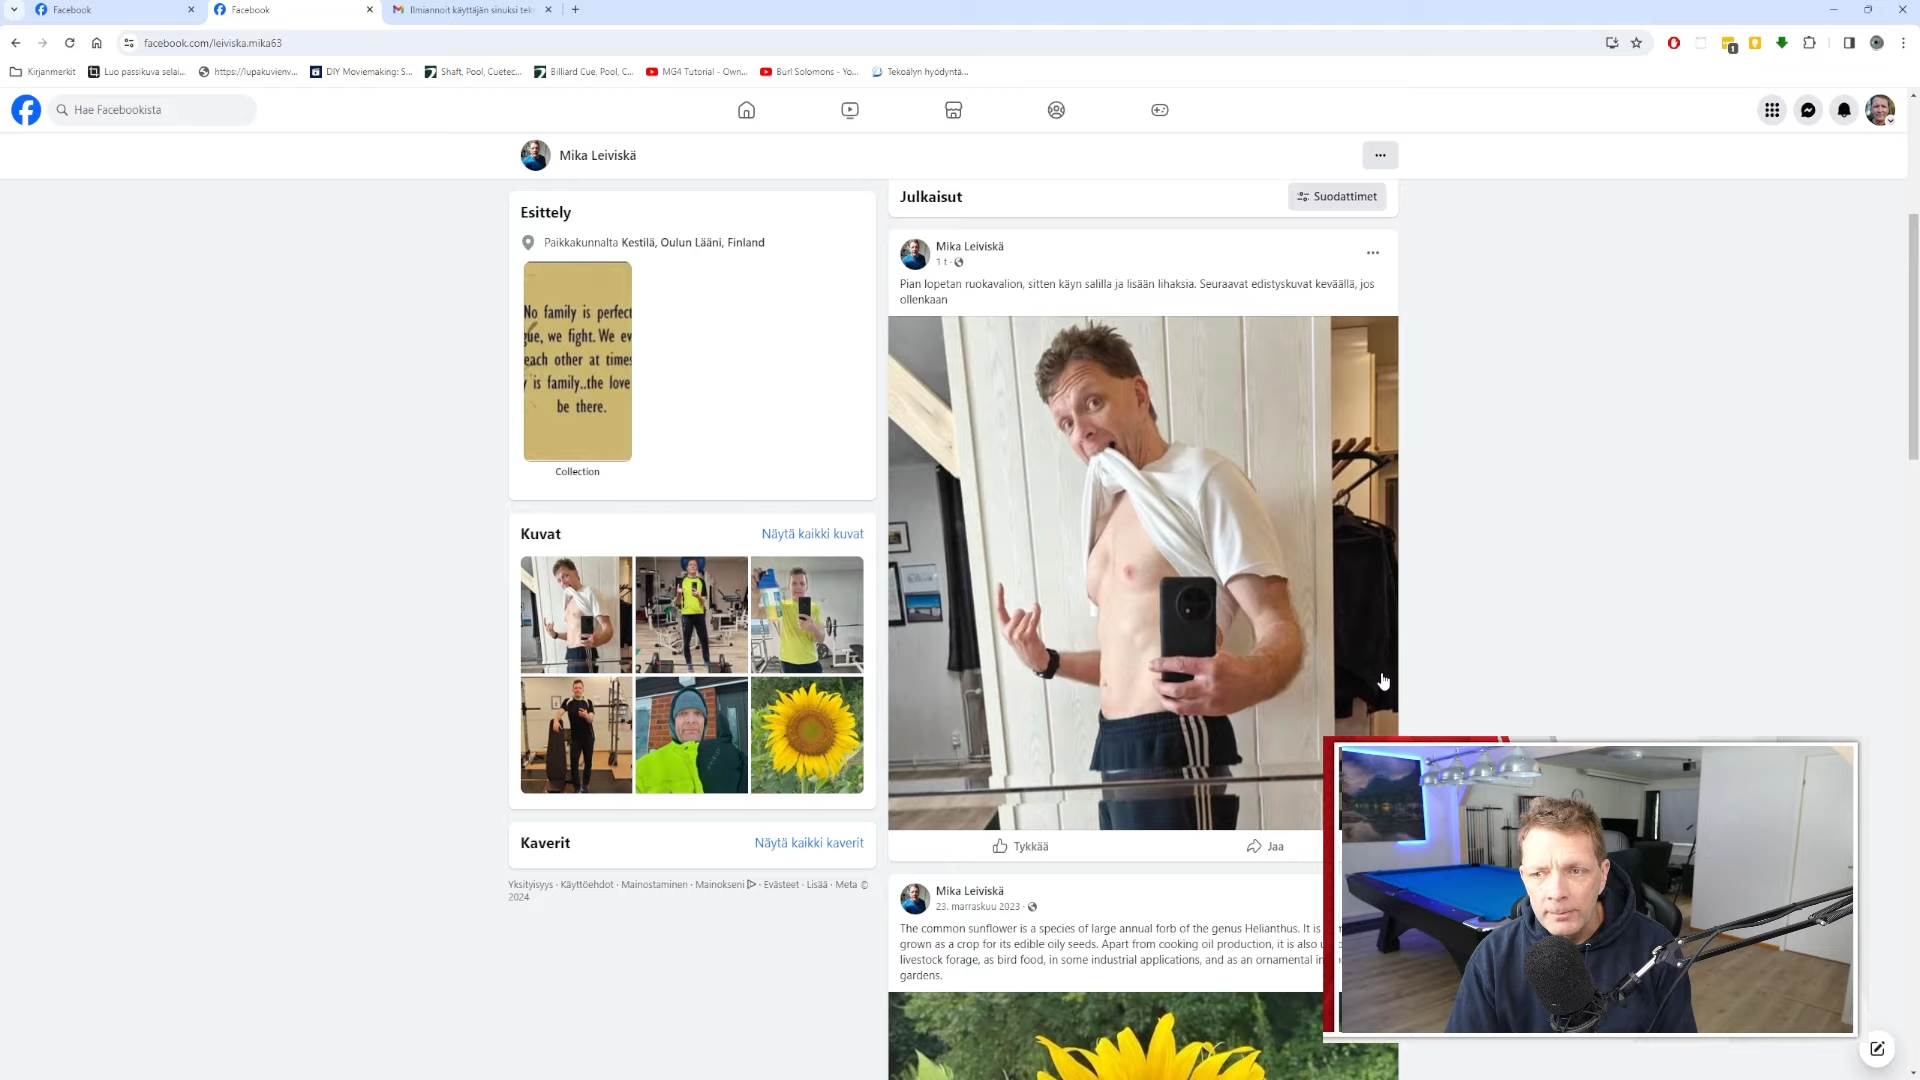 Facebook
Facebook
Ilmiannoit käyttäjän sinuksi tek
facebook.com/leiviska.mika63
Kirjanmerkit
Luo passikuva selai...
https://lupakuvienv...
DIY Moviemaking: S...
Shaft, Pool, Cuetec...
Billiard Cue, Pool, C...
MG4 Tutorial - Own...
Burl Solomons - Yo...
Tekoälyn hyödyntä...
Hae Facebookista
Mika Leiviskä
Esittely
Paikkakunnalta Kestilä, Oulun Lääni, Finland
No family is perfect
gue, we fight. We ev
each other at times
y is family..the love
be there.
Collection
Kuvat
Näytä kaikki kuvat
Kaverit
Näytä kaikki kaverit
Yksityisyys · Käyttöehdot · Mainostaminen · Mainokseni · Evästeet · Lisää · Meta ©
2024
Julkaisut
Suodattimet
Mika Leiviskä
1 t ·
Pian lopetan ruokavalion, sitten käyn salilla ja lisään lihaksia. Seuraavat edistyskuvat keväällä, jos
ollenkaan
Tykkää
Jaa
Mika Leiviskä
23. marraskuu 2023 ·
The common sunflower is a species of large annual forb of the genus Helianthus. It is
grown as a crop for its edible oily seeds. Apart from cooking oil production, it is also u
livestock forage, as bird food, in some industrial applications, and as an ornamental in
gardens.